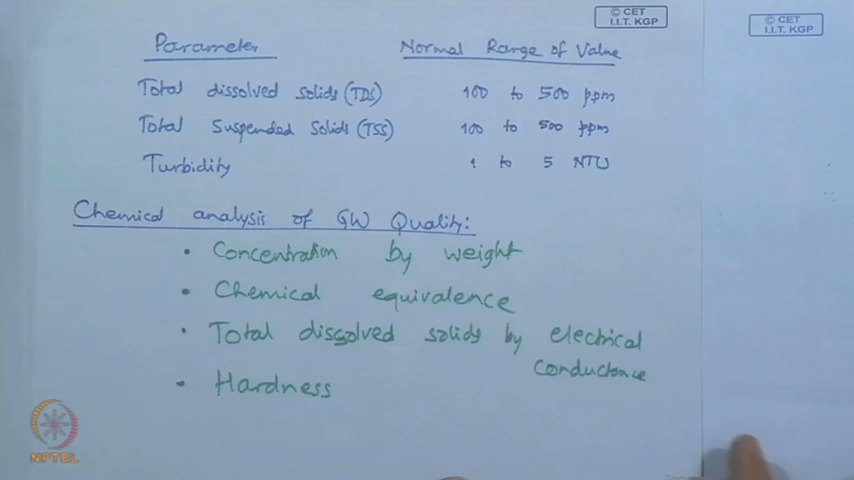 © CET
I.I.T. KGP
© CET
I.I.T. KGP
Parameter Normal Range of Value
Total dissolved solids (TDS) 100 to 500 ppm
Total suspended solids (TSS) 100 to 500 ppm
Turbidity 1 to 5 NTU
Chemical analysis of GW Quality:
• Concentration by weight
• Chemical equivalence
• Total dissolved solids by electrical
conductance
• Hardness
NPTEL